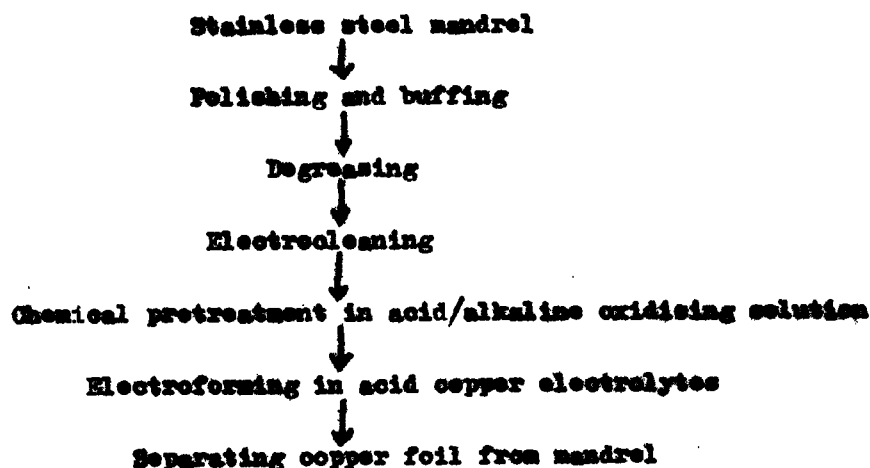 Stainless steel mandrel
Polishing and buffing
Degreasing
Electrocleaning
Chemical pretreatment in acid/alkaline oxidising solution
Electroforming in acid copper electrolytes
Separating copper foil from mandrel